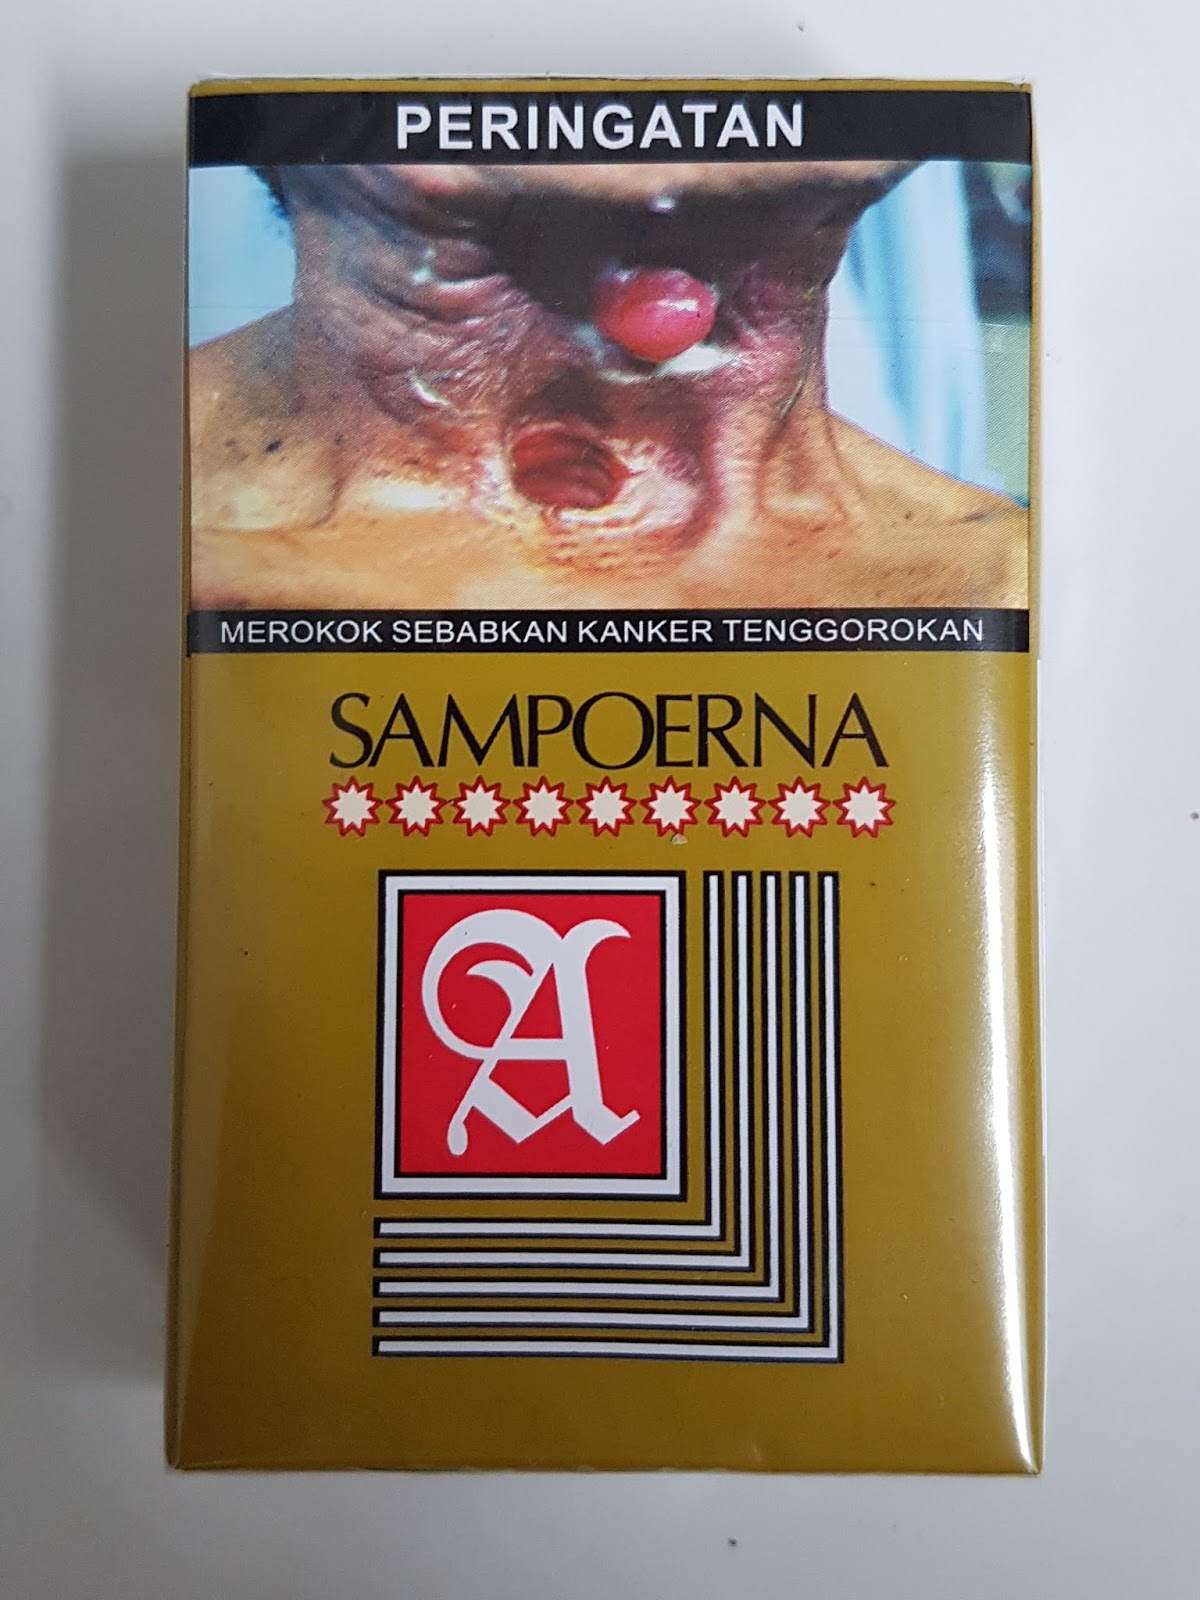 PERINGATAN
MEROKOK SEBABKAN KANKER TENGGOROKAN
SAMPOERNA
A